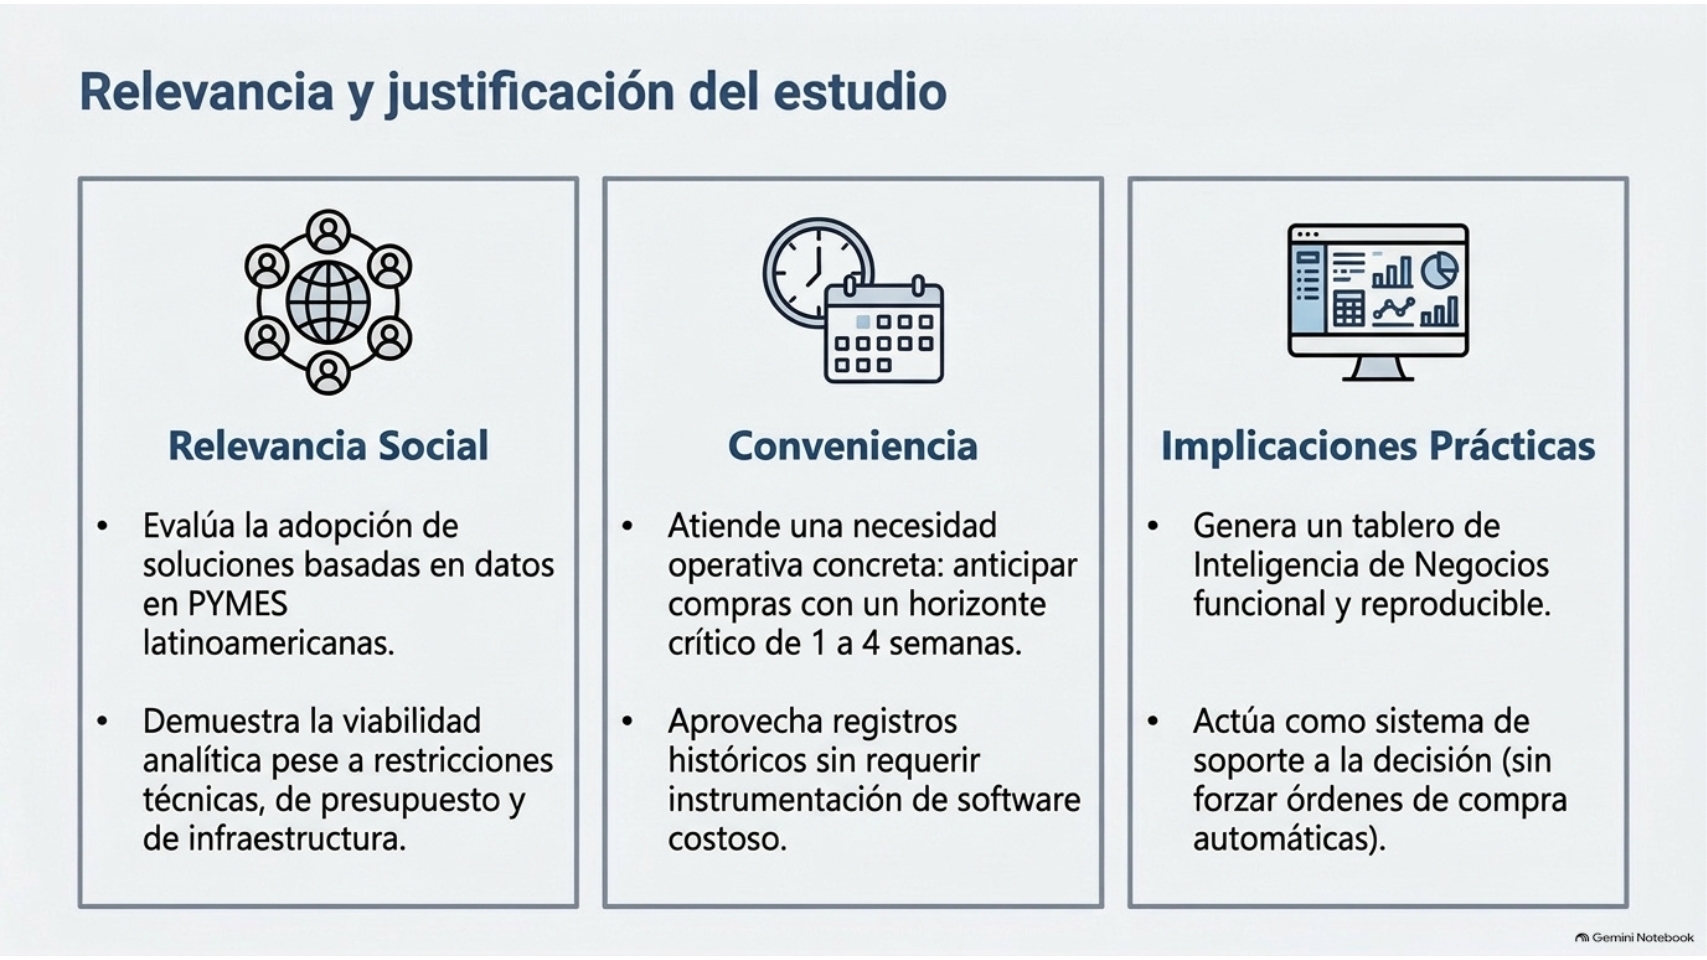 Relevancia y justificación del estudio
Relevancia Social
• Evalúa la adopción de
soluciones basadas en datos
en PYMES
latinoamericanas.
• Demuestra la viabilidad
analítica pese a restricciones
técnicas, de presupuesto y
de infraestructura.
Conveniencia
• Atiende una necesidad
operativa concreta: anticipar
compras con un horizonte
crítico de 1 a 4 semanas.
• Aprovecha registros
históricos sin requerir
instrumentación de software
costoso.
Implicaciones Prácticas
• Genera un tablero de
Inteligencia de Negocios
funcional y reproducible.
• Actúa como sistema de
soporte a la decisión (sin
forzar órdenes de compra
automáticas).
Gemini Notebook